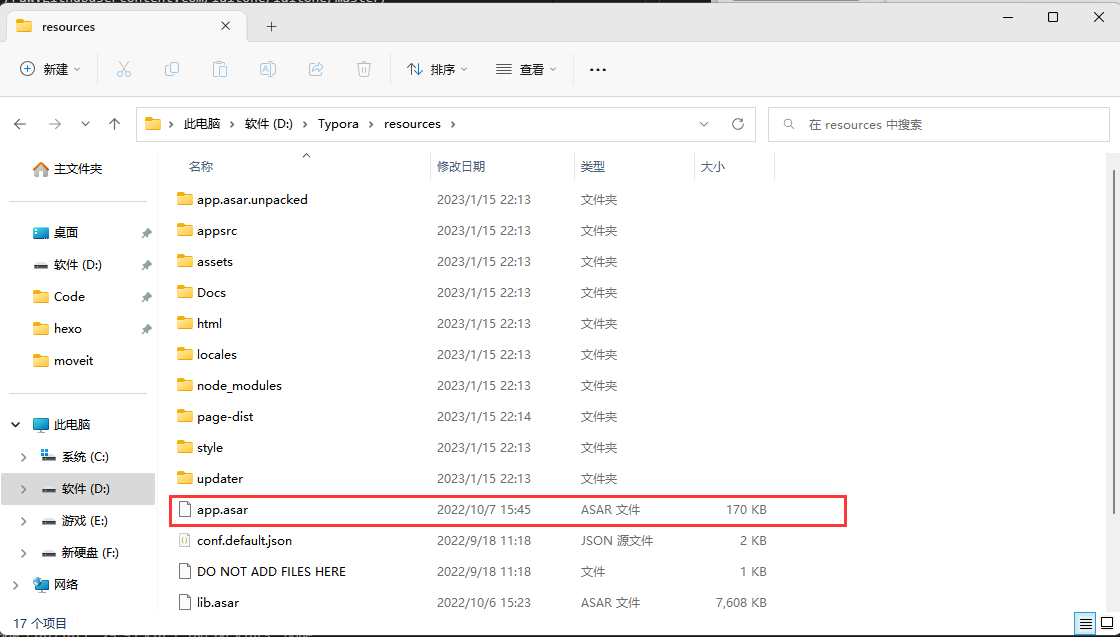 resources
新建
排序
查看
此电脑 软件 (D:) Typora resources
在 resources 中搜索
主文件夹
桌面
软件 (D:)
Code
hexo
moveit
此电脑
系统 (C:)
软件 (D:)
游戏 (E:)
新硬盘 (F:)
网络
名称 修改日期 类型 大小
app.asar.unpacked 2023/1/15 22:13 文件夹
appsrc 2023/1/15 22:13 文件夹
assets 2023/1/15 22:13 文件夹
Docs 2023/1/15 22:13 文件夹
html 2023/1/15 22:13 文件夹
locales 2023/1/15 22:13 文件夹
node_modules 2023/1/15 22:13 文件夹
page-dist 2023/1/15 22:14 文件夹
style 2023/1/15 22:13 文件夹
updater 2023/1/15 22:13 文件夹
app.asar 2022/10/7 15:45 ASAR 文件 170 KB
conf.default.json 2022/9/18 11:18 JSON 源文件 2 KB
DO NOT ADD FILES HERE 2022/9/18 11:18 文件 1 KB
lib.asar 2022/10/6 15:23 ASAR 文件 7,608 KB
17 个项目